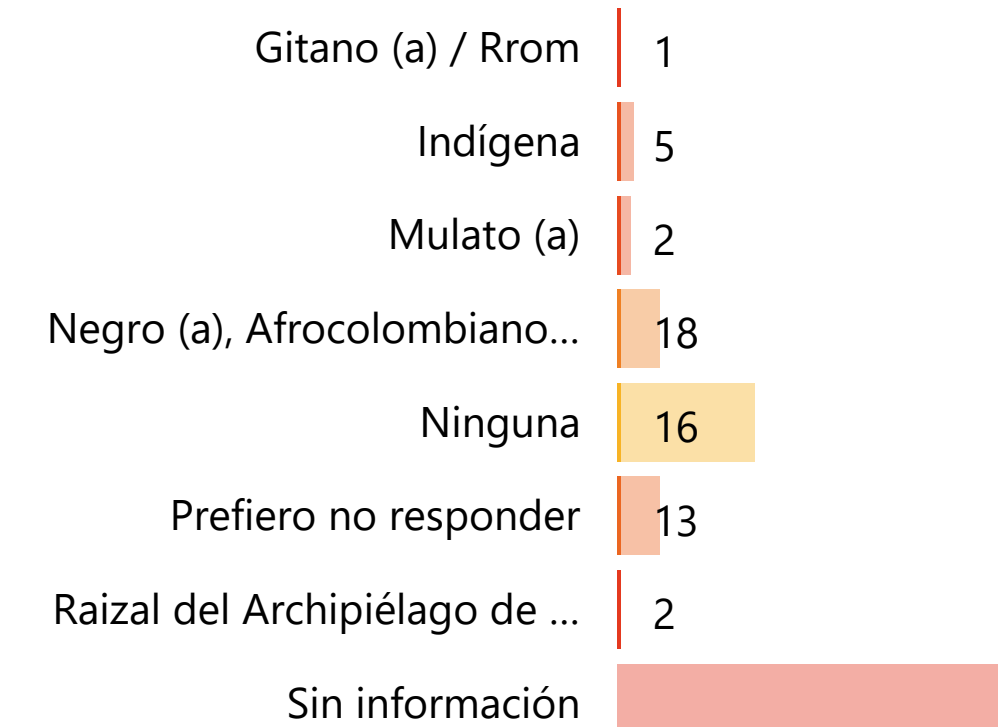 Gitano (a) / Rrom 1
Indígena 5
Mulato (a) 2
Negro (a), Afrocolombiano... 18
Ninguna 16
Prefiero no responder 13
Raizal del Archipiélago de ... 2
Sin información